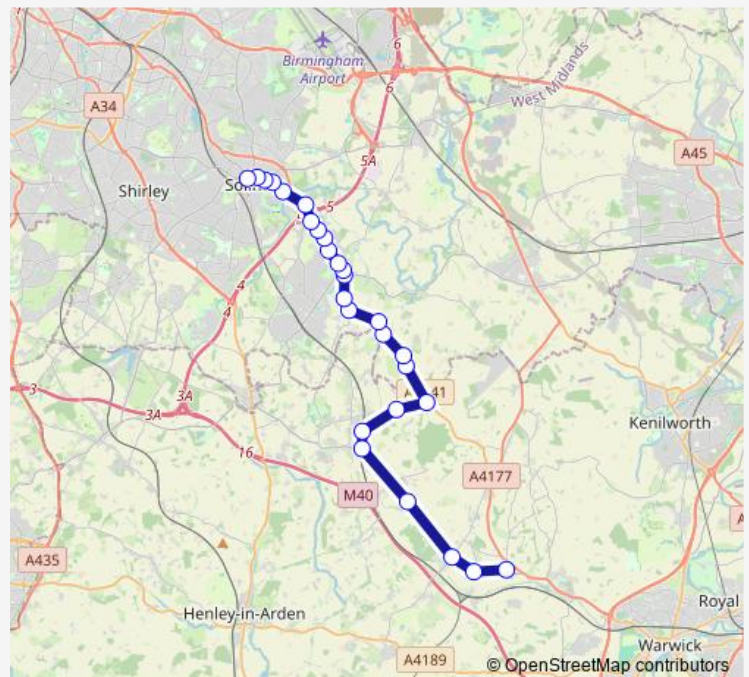 6
Birmingham
Airport
6
West Midlands
A34
5A
A45
Shirley
5
4
4
3
3A
3A
Kenilworth
16
A4177
M40
A435
Royal
Henley-in-Arden
Warwick
A4189
© OpenStreetMap contributors